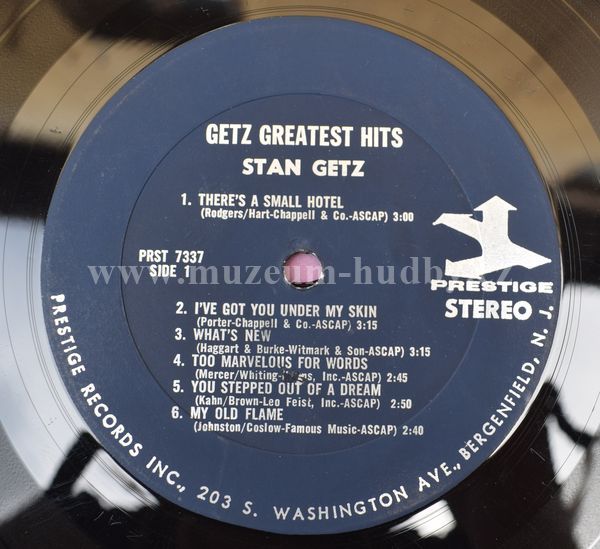 GETZ GREATEST HITS
STAN GETZ
1. THERE'S A SMALL HOTEL
(Rodgers/Hart-Chappell & Co.-ASCAP) 3:00
PRST 7337
SIDE 1
www.muzeum-hudby.cz
PRESTIGE
STEREO
2. I'VE GOT YOU UNDER MY SKIN
(Porter-Chappell & Co.-ASCAP) 3:15
3. WHAT'S NEW
(Haggart & Burke-Witmark & Son-ASCAP) 3:15
4. TOO MARVELOUS FOR WORDS
(Mercer/Whiting- Inc.-ASCAP) 2:45
5. YOU STEPPED OUT OF A DREAM
(Kahn/Brown-Leo Feist, Inc.-ASCAP) 2:50
6. MY OLD FLAME
(Johnston/Coslow-Famous Music-ASCAP) 2:40
PRESTIGE RECORDS INC., 203 S. WASHINGTON AVE., BERGENFIELD, N. J.